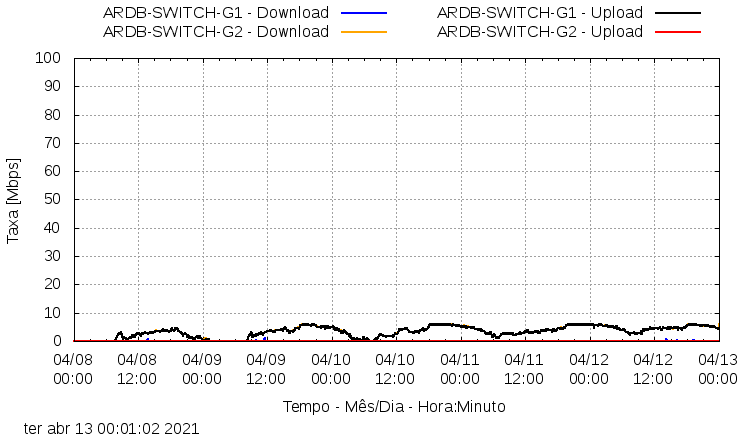 ARDB-SWITCH-G1 - Download ARDB-SWITCH-G1 - Upload
ARDB-SWITCH-G2 - Download ARDB-SWITCH-G2 - Upload
100
90
80
70
60
50
40
30
20
10
0
Taxa [Mbps]
04/08 04/08 04/09 04/09 04/10 04/10 04/11 04/11 04/12 04/12 04/13
00:00 12:00 00:00 12:00 00:00 12:00 00:00 12:00 00:00 12:00 00:00
Tempo - Mês/Dia - Hora:Minuto
ter abr 13 00:01:02 2021